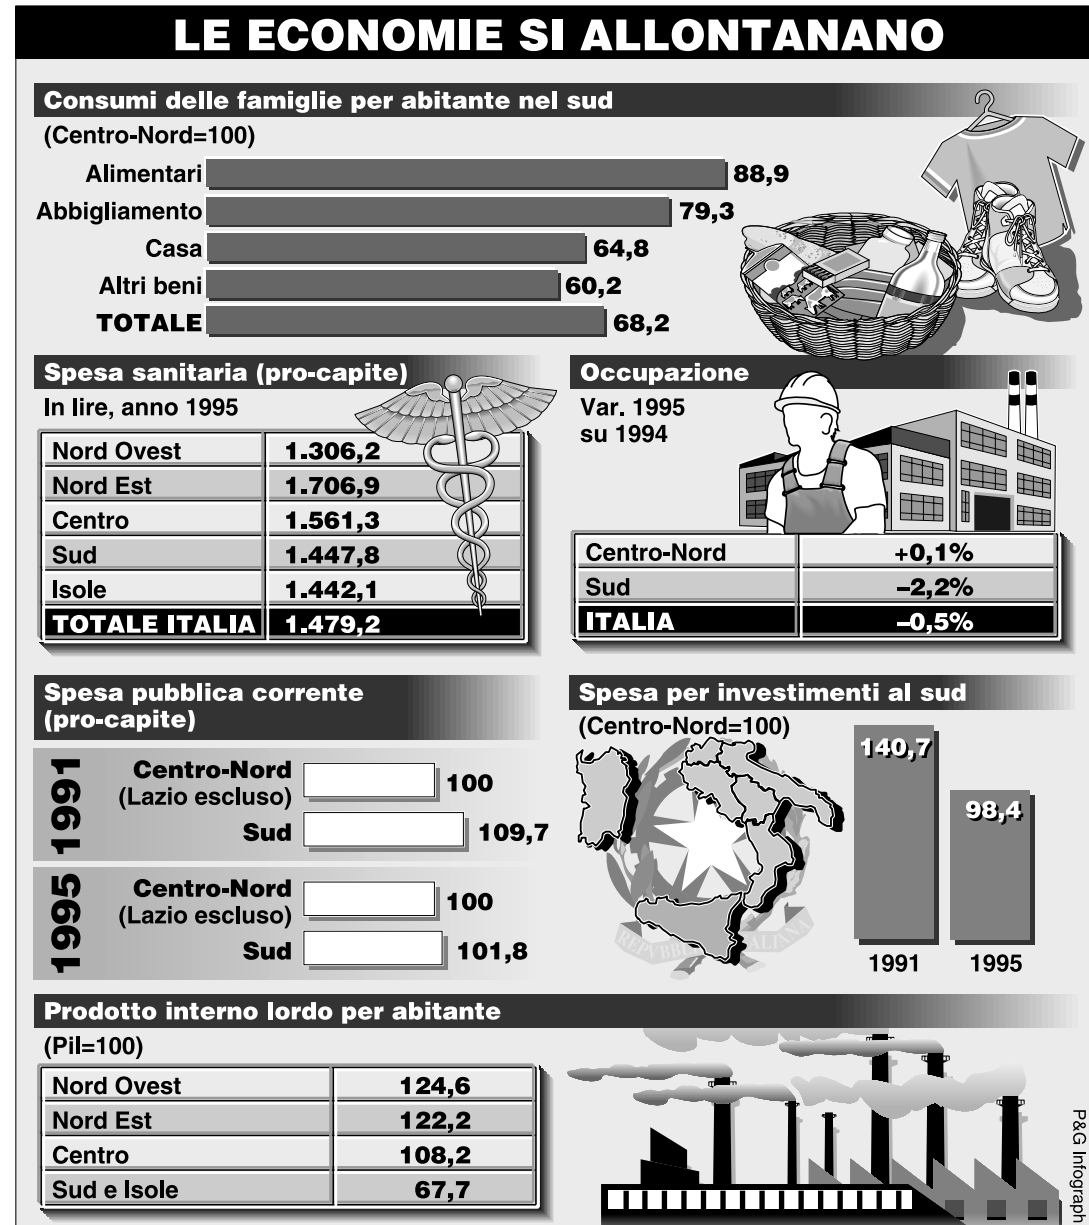 LE ECONOMIE SI ALLONTANANO
Consumi delle famiglie per abitante nel sud
(Centro-Nord=100)
Alimentari 88,9
Abbigliamento 79,3
Casa 64,8
Altri beni 60,2
TOTALE 68,2
Spesa sanitaria (pro-capite)
In lire, anno 1995
Nord Ovest 1.306,2
Nord Est 1.706,9
Centro 1.561,3
Sud 1.447,8
Isole 1.442,1
TOTALE ITALIA 1.479,2
Occupazione
Var. 1995
su 1994
Centro-Nord +0,1%
Sud –2,2%
ITALIA –0,5%
Spesa pubblica corrente
(pro-capite)
1991
Centro-Nord 100
(Lazio escluso)
Sud 109,7
1995
Centro-Nord 100
(Lazio escluso)
Sud 101,8
Spesa per investimenti al sud
(Centro-Nord=100)
140,7
98,4
1991 1995
Prodotto interno lordo per abitante
(Pil=100)
Nord Ovest 124,6
Nord Est 122,2
Centro 108,2
Sud e Isole 67,7
P&G Infograph